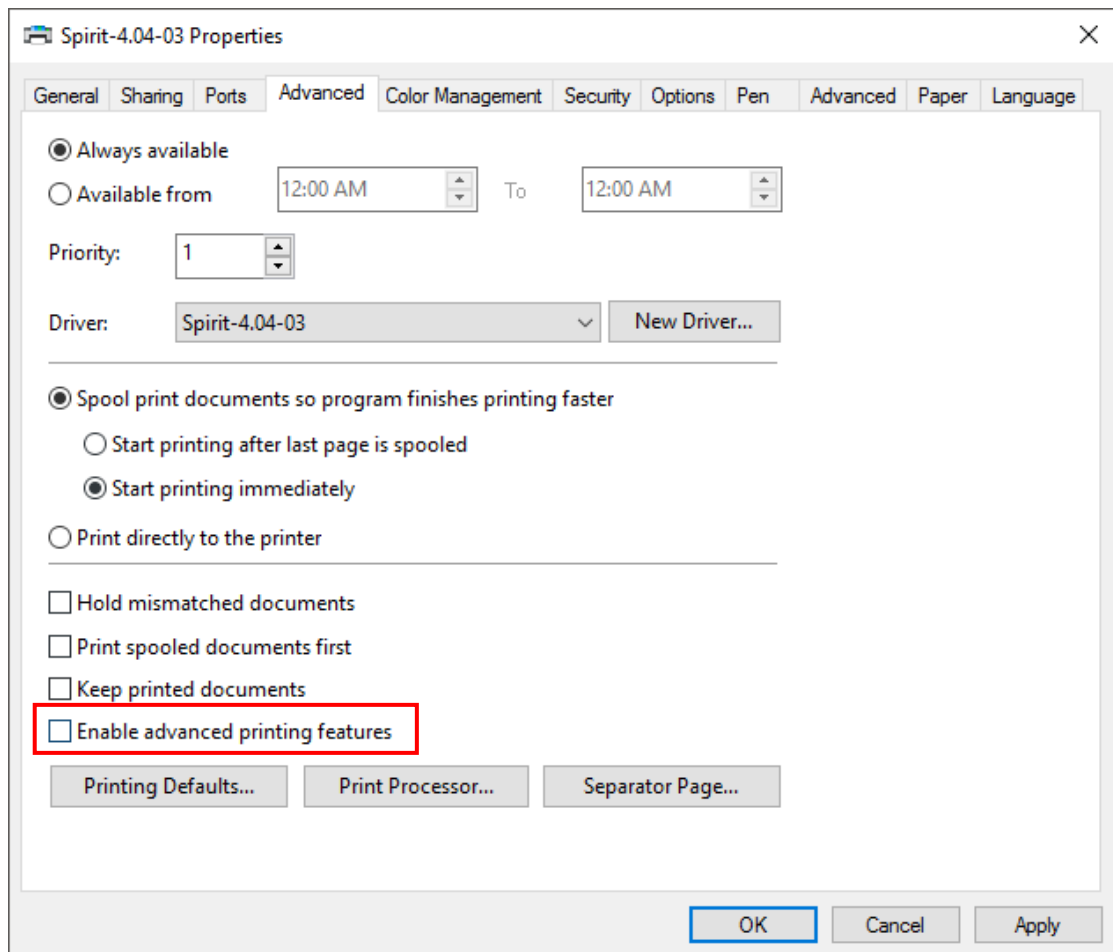 Spirit-4.04-03 Properties
General Sharing Ports Advanced Color Management Security Options Pen Advanced Paper Language
Always available
Available from 12:00 AM To 12:00 AM
Priority: 1
Driver: Spirit-4.04-03 New Driver...
Spool print documents so program finishes printing faster
Start printing after last page is spooled
Start printing immediately
Print directly to the printer
Hold mismatched documents
Print spooled documents first
Keep printed documents
Enable advanced printing features
Printing Defaults... Print Processor... Separator Page...
OK Cancel Apply